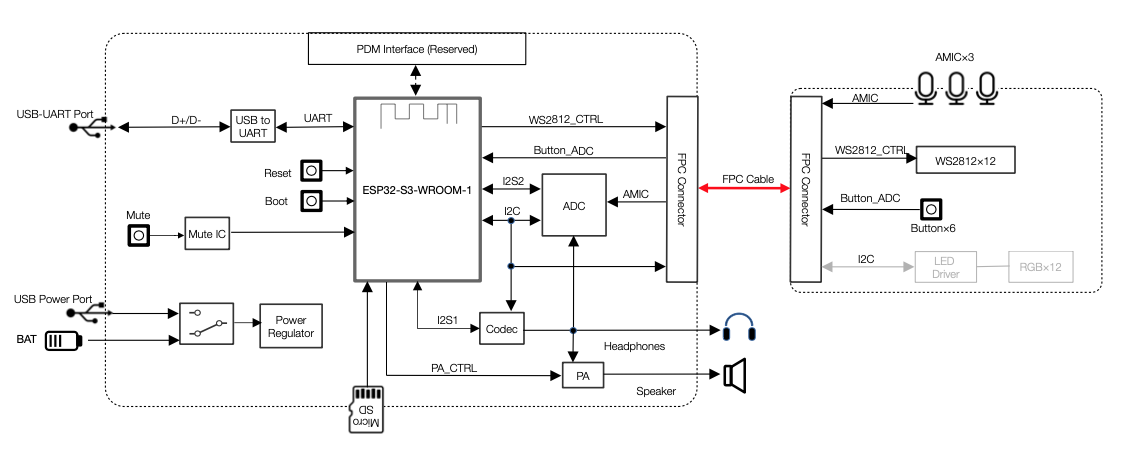 PDM Interface (Reserved)
AMIC×3
USB-UART Port
D+/D-
USB to
UART
UART
WS2812_CTRL
AMIC
Button_ADC
WS2812_CTRL
WS2812×12
Reset
ESP32-S3-WROOM-1
I2S2
FPC Connector
FPC Cable
FPC Connector
Boot
AMIC
ADC
Button_ADC
I2C
Mute
Mute IC
Button×6
I2C
LED
Driver
RGB×12
USB Power Port
Power
Regulator
I2S1
Codec
BAT
Headphones
PA_CTRL
PA
Speaker
Micro
SD